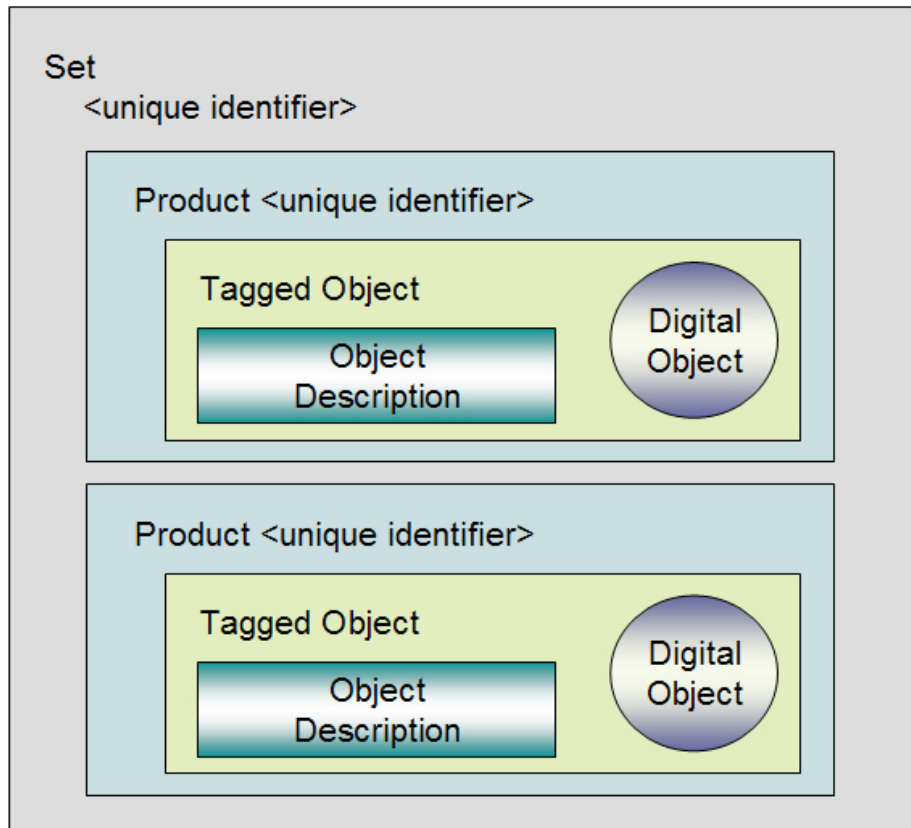 Set
<unique identifier>
Product <unique identifier>
Tagged Object
Object
Description
Digital
Object
Product <unique identifier>
Tagged Object
Object
Description
Digital
Object